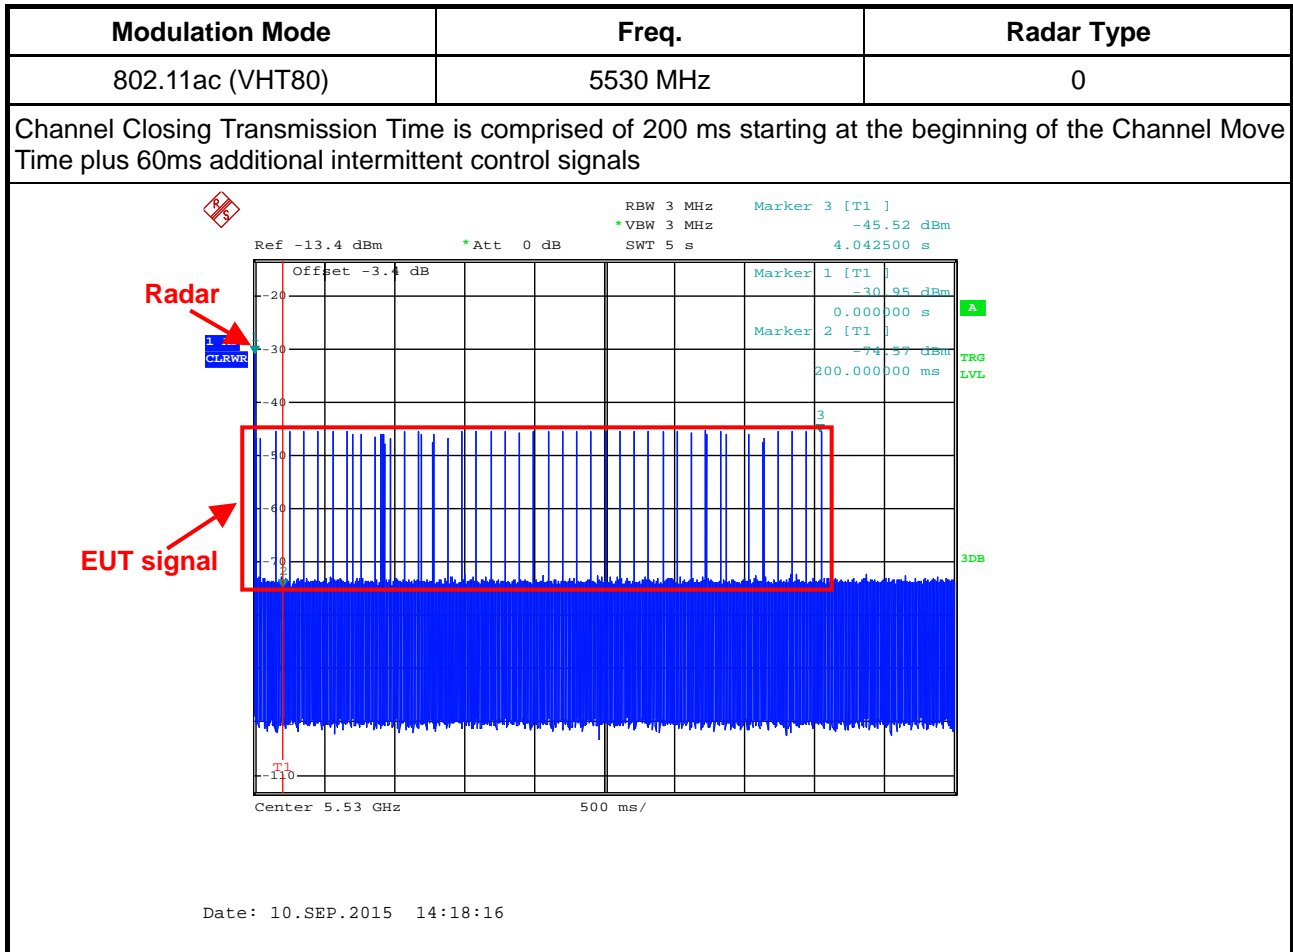 Modulation Mode Freq. Radar Type
802.11ac (VHT80) 5530 MHz 0
Channel Closing Transmission Time is comprised of 200 ms starting at the beginning of the Channel Move
Time plus 60ms additional intermittent control signals
R S
RBW 3 MHz Marker 3 [T1 ]
*VBW 3 MHz -45.52 dBm
Ref -13.4 dBm *Att 0 dB SWT 5 s 4.042500 s
Offset -3.4 dB Marker 1 [T1 ]
-20 -30.95 dBm
Radar
0.000000 s A
Marker 2 [T1 ]
1
-30 -74.57 dBm TRG
CLRWR
200.000000 ms LVL
-40
3
-50
-60
EUT signal
-70 3DB
2
T1
-110
Center 5.53 GHz 500 ms/
Date: 10.SEP.2015 14:18:16